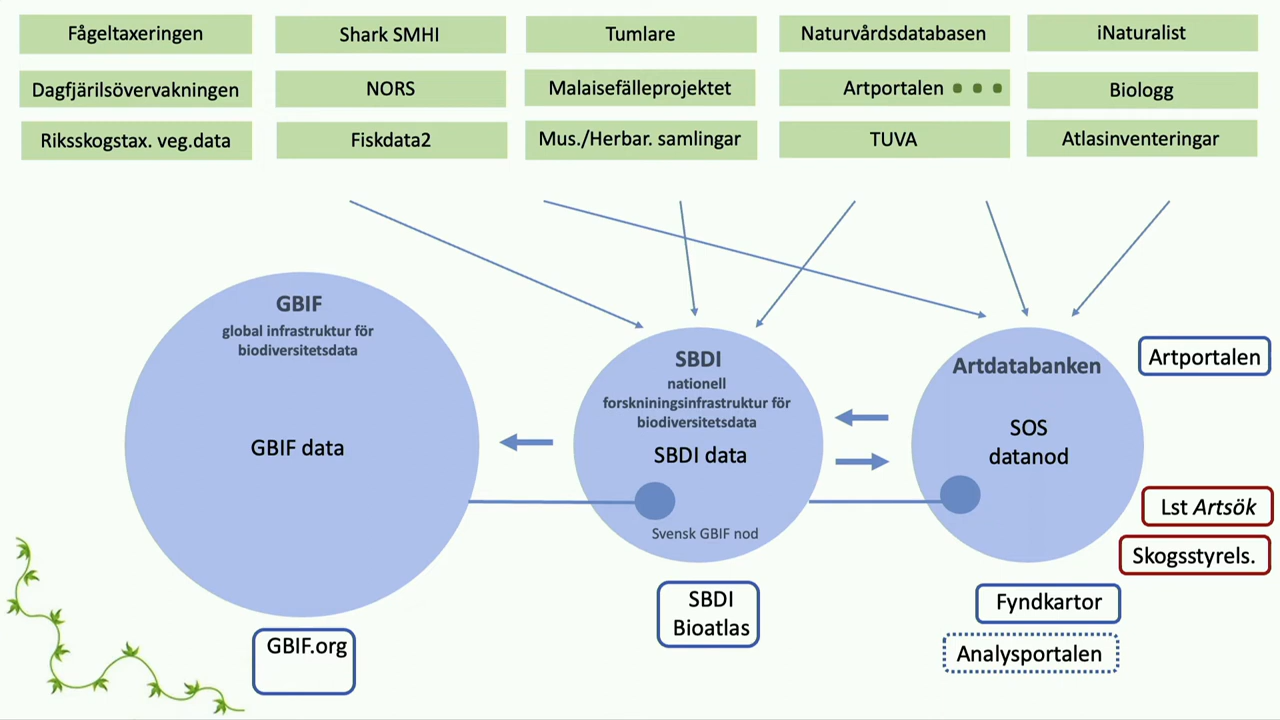 Fågeltaxeringen
Shark SMHI
Tumlare
Naturvårdsdatabasen
iNaturalist
Dagfjärilsövervakningen
NORS
Malaisefälleprojektet
Artportalen
Biologg
Riksskogstax. veg.data
Fiskdata2
Mus./Herbar. samlingar
TUVA
Atlasinventeringar
GBIF
global infrastruktur för
biodiversitetsdata
GBIF data
GBIF.org
SBDI
nationell
forskniningsinfrastruktur för
biodiversitetsdata
SBDI data
Svensk GBIF nod
SBDI
Bioatlas
Artdatabanken
SOS
datanod
Artportalen
Lst Artsök
Skogsstyrels.
Fyndkartor
Analysportalen